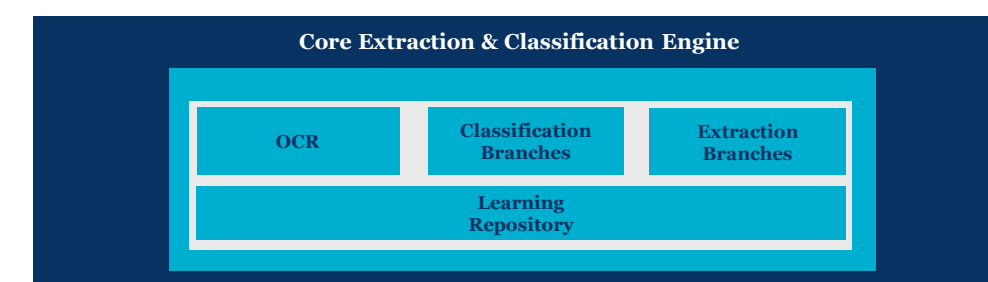 Core Extraction & Classification Engine
OCR
Classification
Branches
Extraction
Branches
Learning
Repository